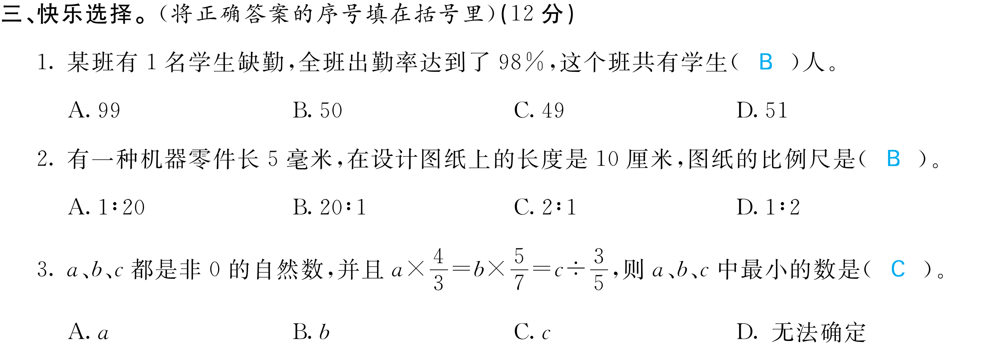 三、快乐选择。(将正确答案的序号填在括号里)(12 分)
1. 某班有 1 名学生缺勤,全班出勤率达到了 98%,这个班共有学生( B )人。
A. 99 B. 50 C. 49 D. 51
2. 有一种机器零件长 5 毫米,在设计图纸上的长度是 10 厘米,图纸的比例尺是( B )。
A. 1∶20 B. 20∶1 C. 2∶1 D. 1∶2
3. a、b、c 都是非 0 的自然数,并且 a×4/3=b×5/7=c÷3/5,则 a、b、c 中最小的数是( C )。
A. a B. b C. c D. 无法确定